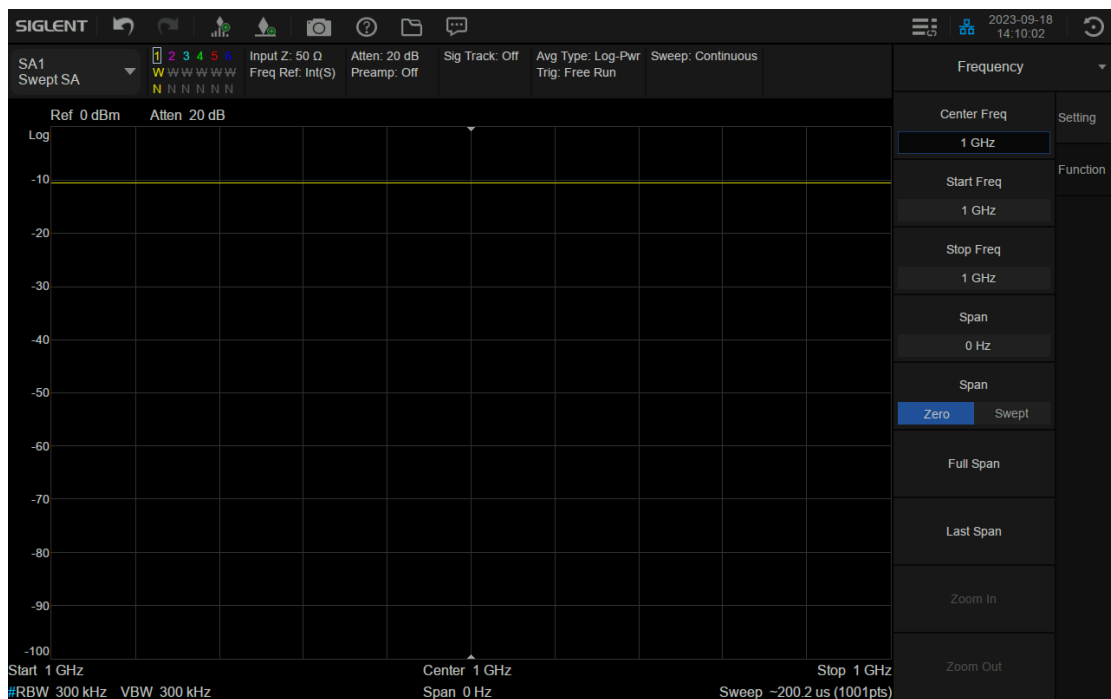 SIGLENT
2023-09-18
14:10:02
SA1
Swept SA
1 2 3 4 5 6
W W W W W W
N N N N N N
Input Z: 50 Ω
Freq Ref: Int(S)
Atten: 20 dB
Preamp: Off
Sig Track: Off
Avg Type: Log-Pwr
Trig: Free Run
Sweep: Continuous
Frequency
Ref 0 dBm Atten 20 dB
Log
-10
-20
-30
-40
-50
-60
-70
-80
-90
-100
Start 1 GHz Center 1 GHz Stop 1 GHz
#RBW 300 kHz VBW 300 kHz Span 0 Hz Sweep ~200.2 us (1001pts)
Center Freq
1 GHz
Start Freq
1 GHz
Stop Freq
1 GHz
Span
0 Hz
Span
Zero Swept
Full Span
Last Span
Zoom In
Zoom Out
Setting
Function